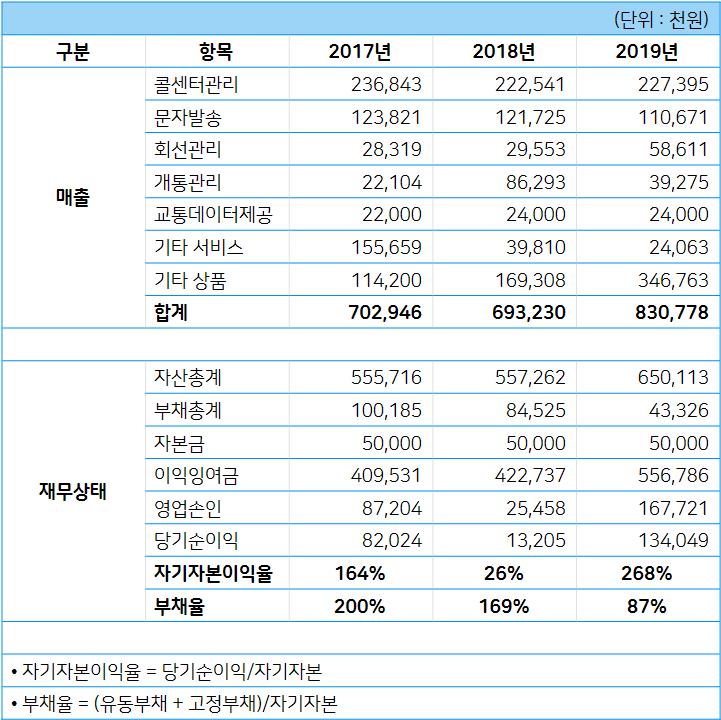 (단위 : 천원)
구분 항목 2017년 2018년 2019년
콜센터관리 236,843 222,541 227,395
문자발송 123,821 121,725 110,671
회선관리 28,319 29,553 58,611
개통관리 22,104 86,293 39,275
매출
교통데이터제공 22,000 24,000 24,000
기타 서비스 155,659 39,810 24,063
기타 상품 114,200 169,308 346,763
합계 702,946 693,230 830,778
자산총계 555,716 557,262 650,113
부채총계 100,185 84,525 43,326
자본금 50,000 50,000 50,000
이익잉여금 409,531 422,737 556,786
재무상태
영업손인 87,204 25,458 167,721
당기순이익 82,024 13,205 134,049
자기자본이익율 164% 26% 268%
부채율 200% 169% 87%
• 자기자본이익율 = 당기순이익/자기자본
• 부채율 = (유동부채 + 고정부채)/자기자본